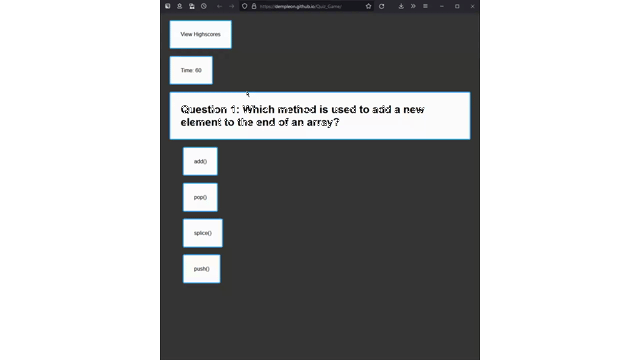 https://demplexin.github.io/Quiz_Game/
View Highscores
Time: 60
Question 1: Which method is used to add a new
element to the end of an array?
add()
pop()
splice()
push()